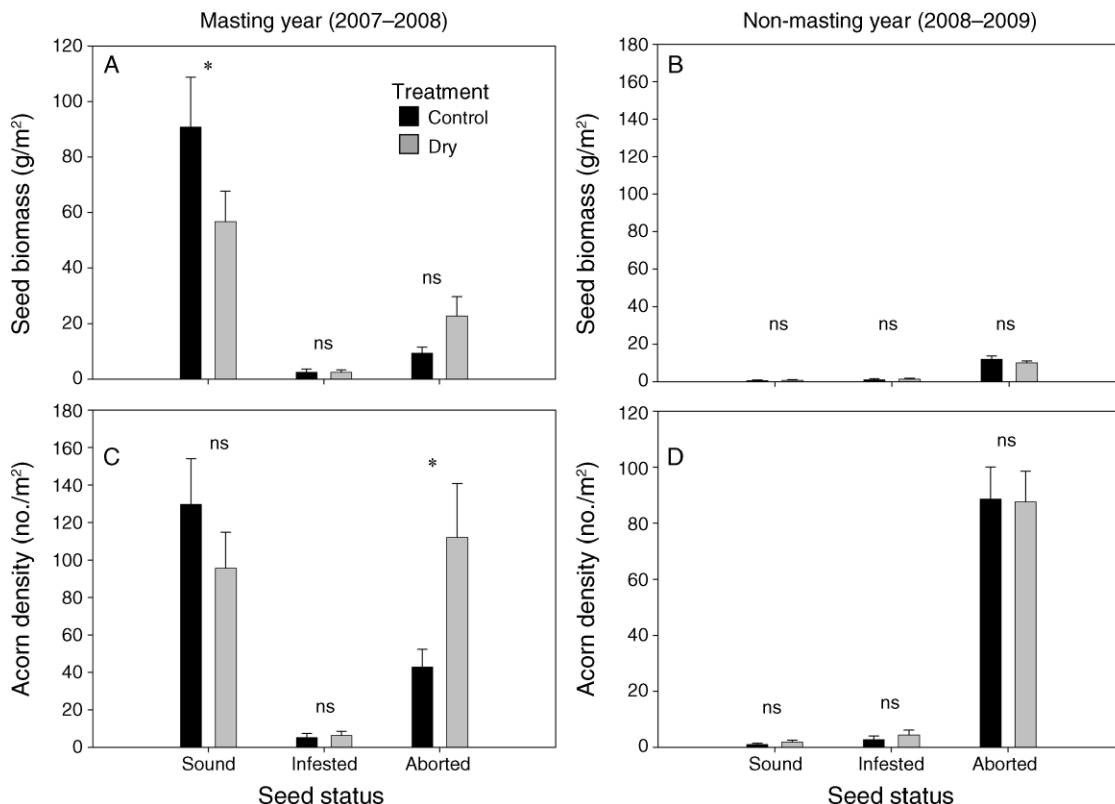 Masting year (2007–2008)
Non-masting year (2008–2009)
A
Seed biomass (g/m²)
120
100
80
60
40
20
0
*
ns
ns
Treatment
Control
Dry
B
Seed biomass (g/m²)
180
160
140
120
100
80
60
40
20
0
ns
ns
ns
C
Acorn density (no./m²)
180
160
140
120
100
80
60
40
20
0
ns
ns
*
Sound
Infested
Aborted
Seed status
D
Acorn density (no./m²)
120
100
80
60
40
20
0
ns
ns
ns
Sound
Infested
Aborted
Seed status